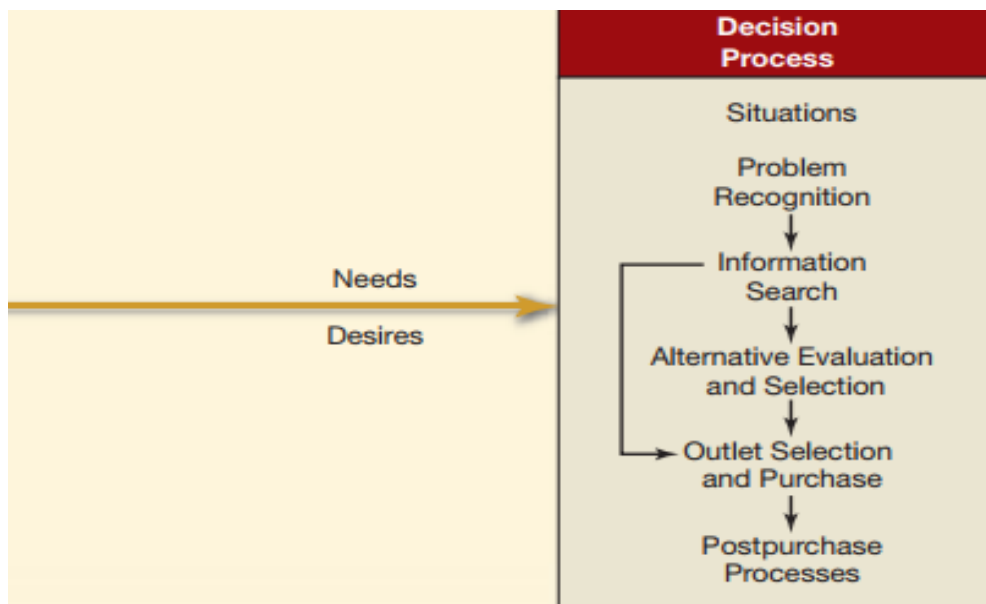 Decision
Process
Situations
Problem
Recognition
Needs
Desires
Information
Search
Alternative Evaluation
and Selection
Outlet Selection
and Purchase
Postpurchase
Processes